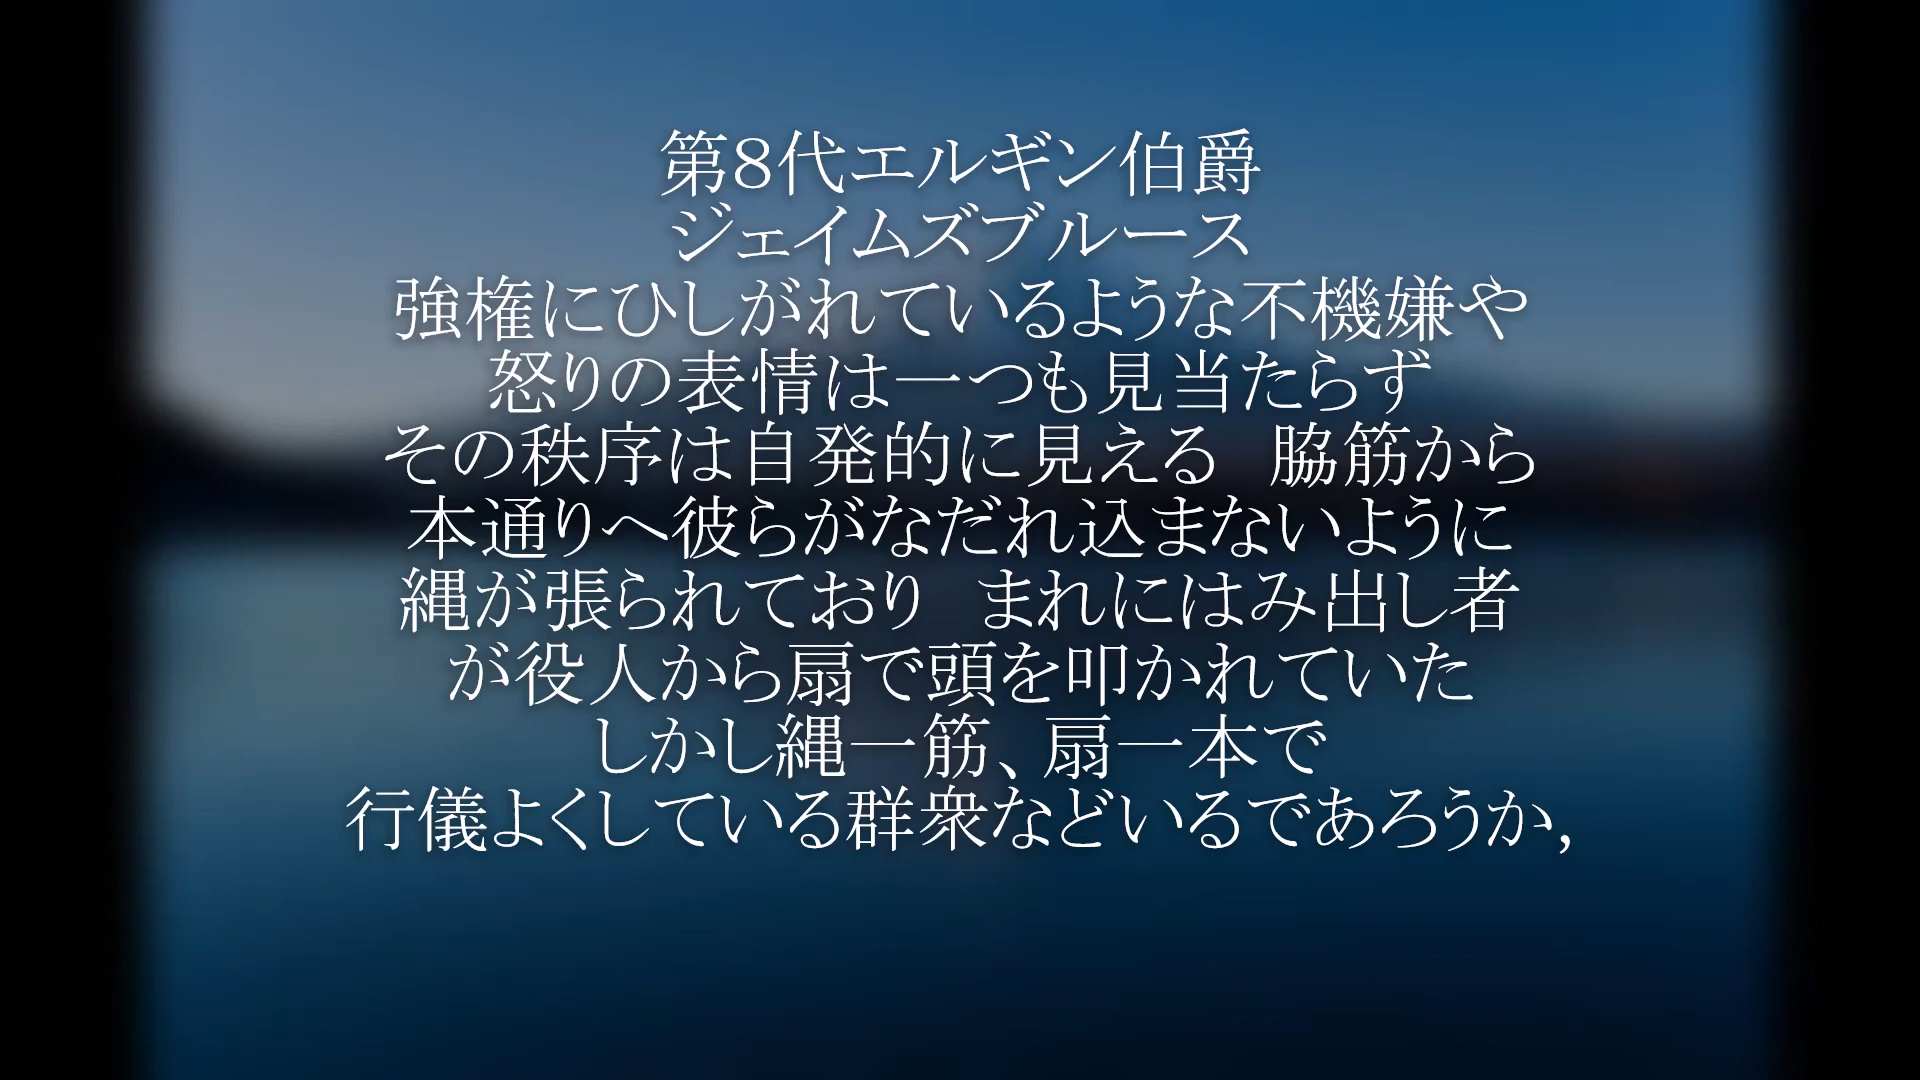 第８代エルギン伯爵
ジェイムズブルース
強権にひしがれているような不機嫌や
怒りの表情は一つも見当たらず
その秩序は自発的に見える　脇筋から
本通りへ彼らがなだれ込まないように
縄が張られており　まれにはみ出し者
が役人から扇で頭を叩かれていた
しかし縄一筋、扇一本で
行儀よくしている群衆などいるであろうか,